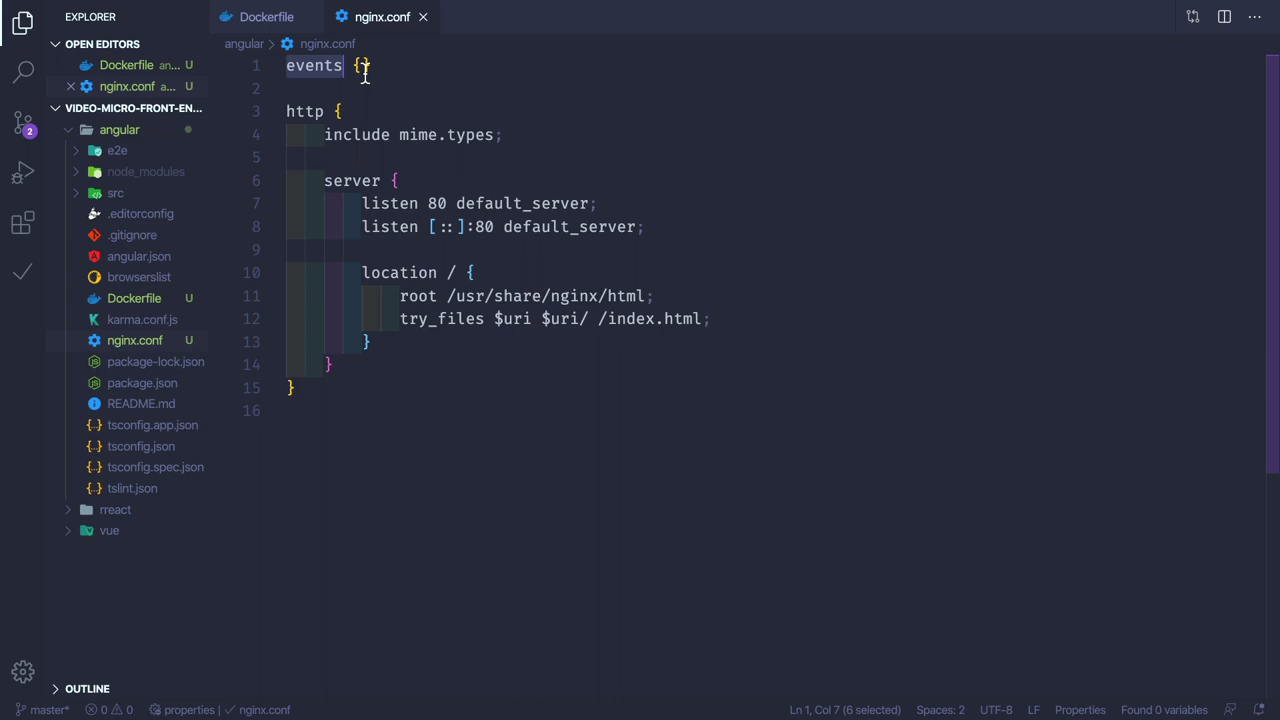 EXPLORER
Dockerfile
nginx.conf
OPEN EDITORS
Dockerfile an... U
nginx.conf a... U
VIDEO-MICRO-FRONT-EN...
angular
e2e
node_modules
src
.editorconfig
.gitignore
angular.json
browserslist
Dockerfile U
karma.conf.js
nginx.conf U
package-lock.json
package.json
README.md
tsconfig.app.json
tsconfig.json
tsconfig.spec.json
tslint.json
rreact
vue
OUTLINE
2
angular > nginx.conf
1 events {}
2
3 http {
4 include mime.types;
5
6 server {
7 listen 80 default_server;
8 listen [::]:80 default_server;
9
10 location / {
11 root /usr/share/nginx/html;
12 try_files $uri $uri/ /index.html;
13 }
14 }
15 }
16
master* 0 0 properties | nginx.conf Ln 1, Col 7 (6 selected) Spaces: 2 UTF-8 LF Properties Found 0 variables